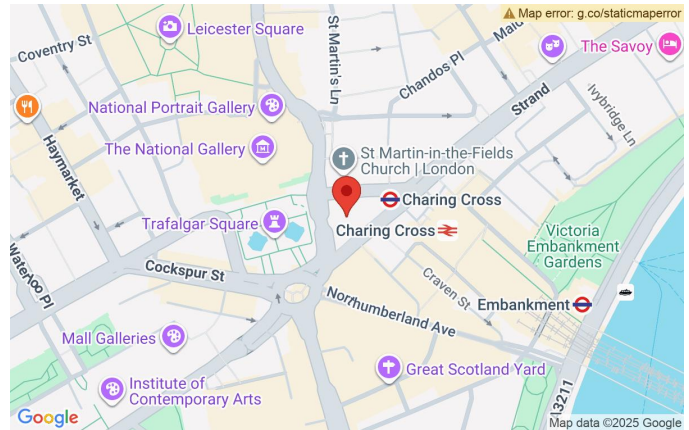 Leicester Square
St Martin's Ln
⚠ Map error: g.co/staticmaperror
Coventry St
Chandos Pl
The Savoy
National Portrait Gallery
Strand
Ivybridge Ln
The National Gallery
St Martin-in-the-Fields
Church | London
Haymarket
Charing Cross
Trafalgar Square
Charing Cross
Victoria
Embankment
Gardens
Waterloo Pl
Cockspur St
Craven St
Northumberland Ave
Embankment
Mall Galleries
Great Scotland Yard
Institute of
Contemporary Arts
Google
Map data ©2025 Google